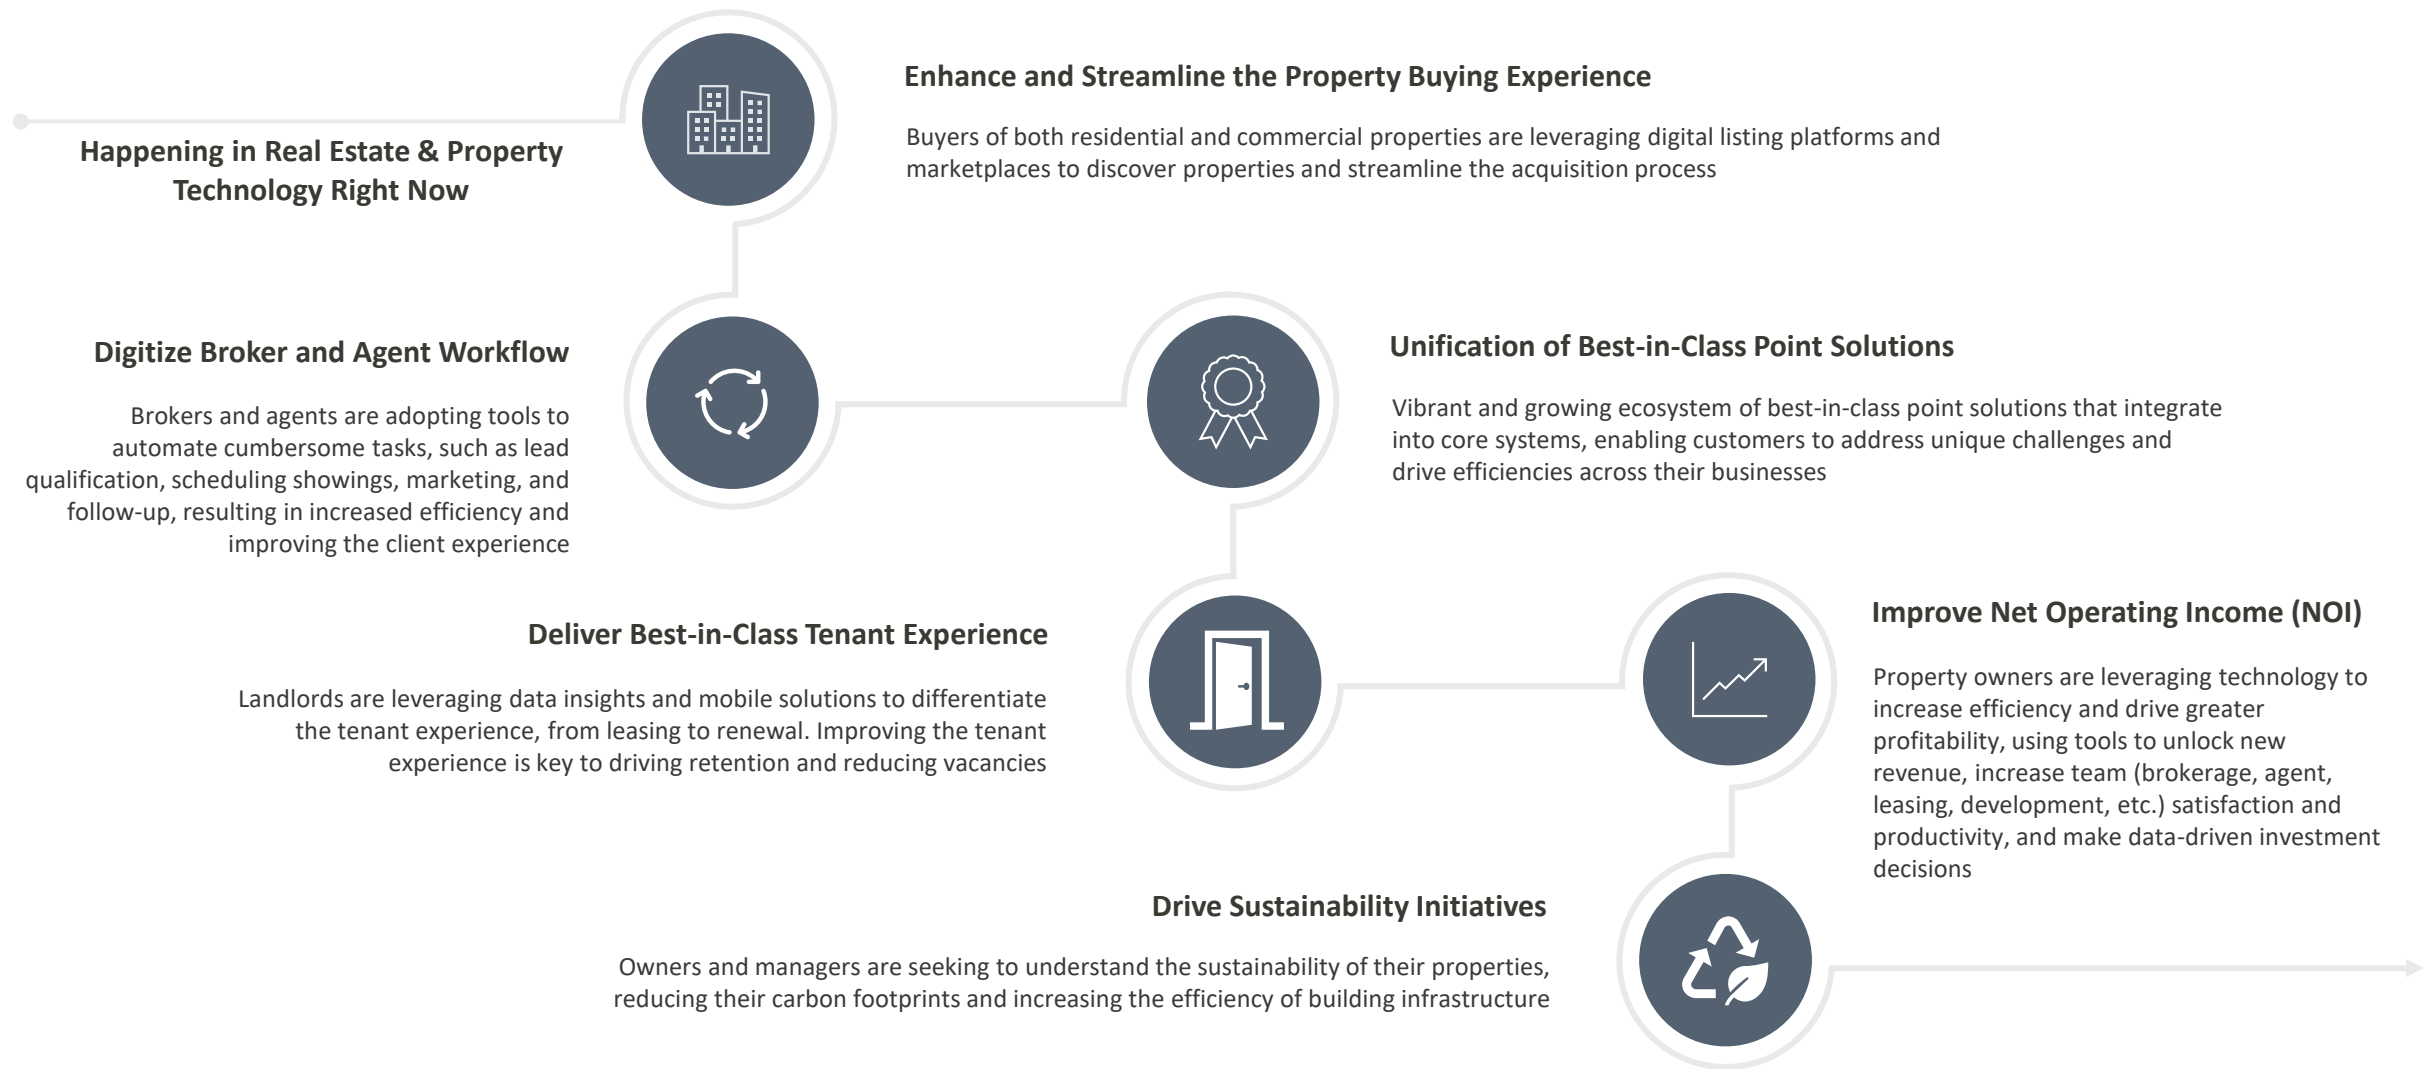 Happening in Real Estate & Property
Technology Right Now
Enhance and Streamline the Property Buying Experience
Buyers of both residential and commercial properties are leveraging digital listing platforms and
marketplaces to discover properties and streamline the acquisition process
Digitize Broker and Agent Workflow
Brokers and agents are adopting tools to
automate cumbersome tasks, such as lead
qualification, scheduling showings, marketing, and
follow-up, resulting in increased efficiency and
improving the client experience
Unification of Best-in-Class Point Solutions
Vibrant and growing ecosystem of best-in-class point solutions that integrate
into core systems, enabling customers to address unique challenges and
drive efficiencies across their businesses
Deliver Best-in-Class Tenant Experience
Landlords are leveraging data insights and mobile solutions to differentiate
the tenant experience, from leasing to renewal. Improving the tenant
experience is key to driving retention and reducing vacancies
Improve Net Operating Income (NOI)
Property owners are leveraging technology to
increase efficiency and drive greater
profitability, using tools to unlock new
revenue, increase team (brokerage, agent,
leasing, development, etc.) satisfaction and
productivity, and make data-driven investment
decisions
Drive Sustainability Initiatives
Owners and managers are seeking to understand the sustainability of their properties,
reducing their carbon footprints and increasing the efficiency of building infrastructure